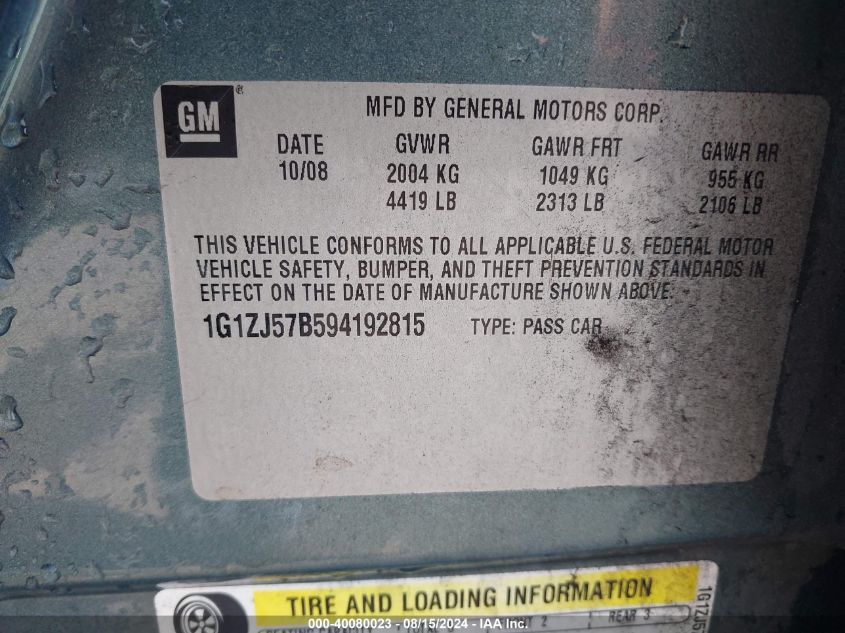 GM®
MFD BY GENERAL MOTORS CORP.
DATE GVWR GAWR FRT GAWR RR
10/08 2004 KG 1049 KG 955 KG
4419 LB 2313 LB 2106 LB
THIS VEHICLE CONFORMS TO ALL APPLICABLE U.S. FEDERAL MOTOR
VEHICLE SAFETY, BUMPER, AND THEFT PREVENTION STANDARDS IN
EFFECT ON THE DATE OF MANUFACTURE SHOWN ABOVE.
1G1ZJ57B594192815 TYPE: PASS CAR
TIRE AND LOADING INFORMATION
REAR 3
1G1ZJ5
000-40080023 - 08/15/2024 - IAA Inc.